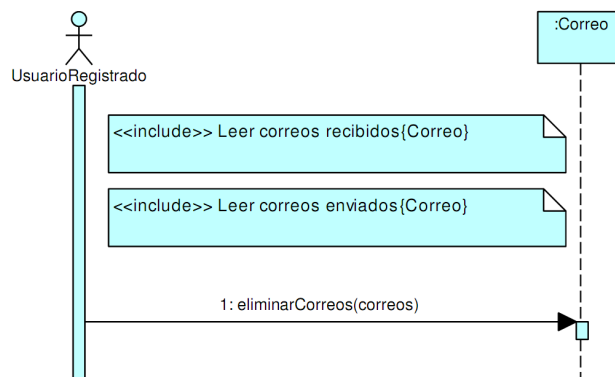 :Correo
UsuarioRegistrado
<<include>> Leer correos recibidos{Correo}
<<include>> Leer correos enviados{Correo}
1: eliminarCorreos(correos)